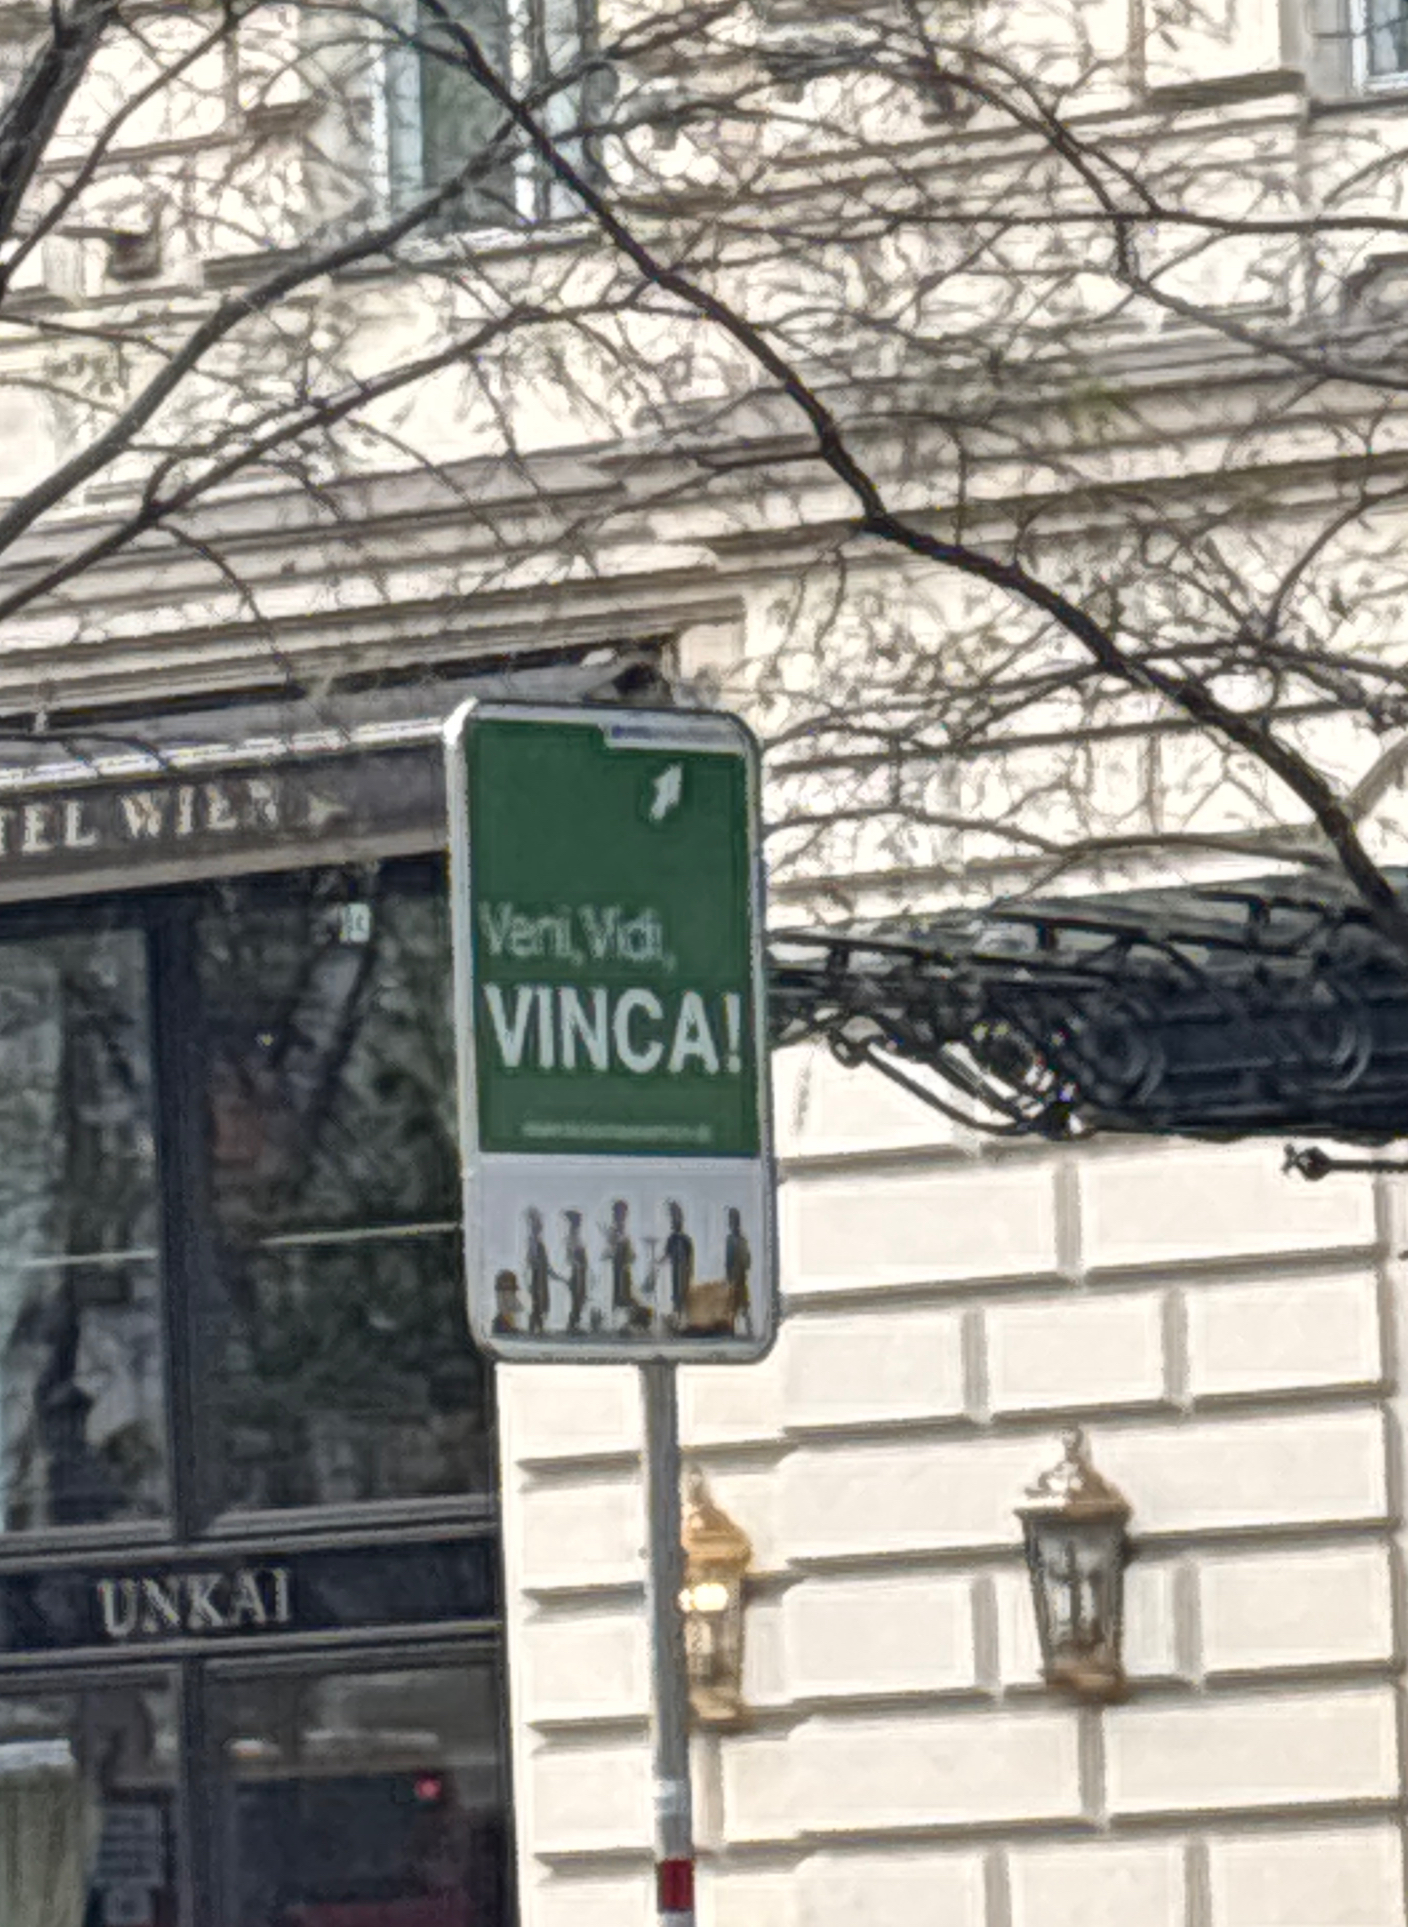 TEL WIEN
Veni, Vidi,
VINCA!
UNKAI